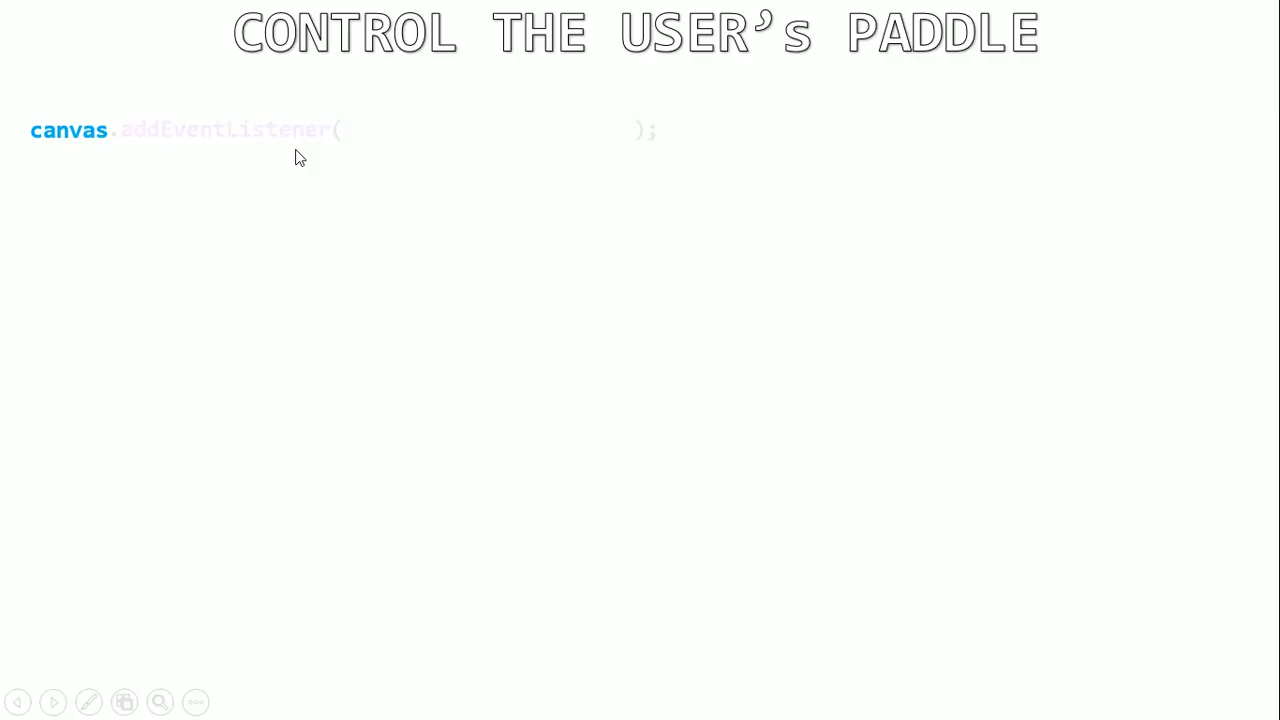 CONTROL THE USER’s PADDLE
canvas.addEventListener( );